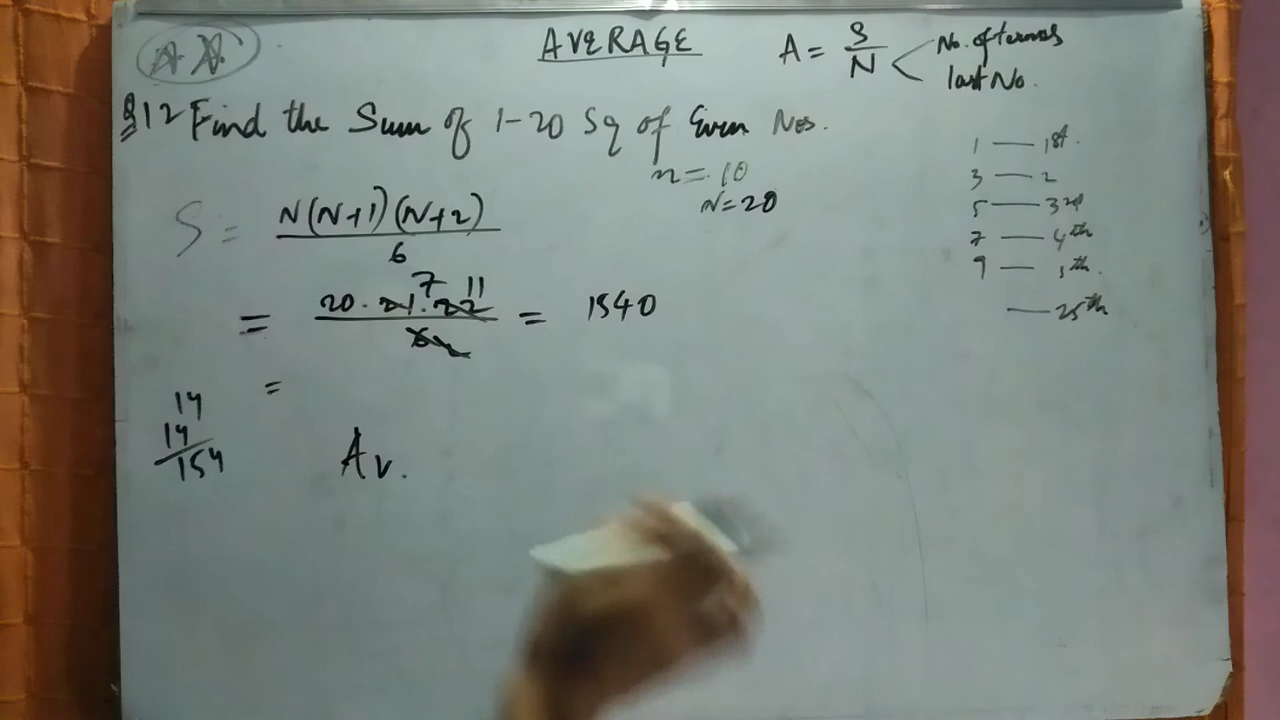 AVERAGE
A = S/N < No. of terms
last No.
Q12 Find the Sum of 1-20 Sq of Even Nos.
n = 10
N = 20
S = N(N+1)(N+2)/6
= 20·21·22/6 = 1540
7 11
=
14
14
154
Av.
1 — 1st.
3 — 2
5 — 3rd
7 — 4th
9 — 5th.
— 25th